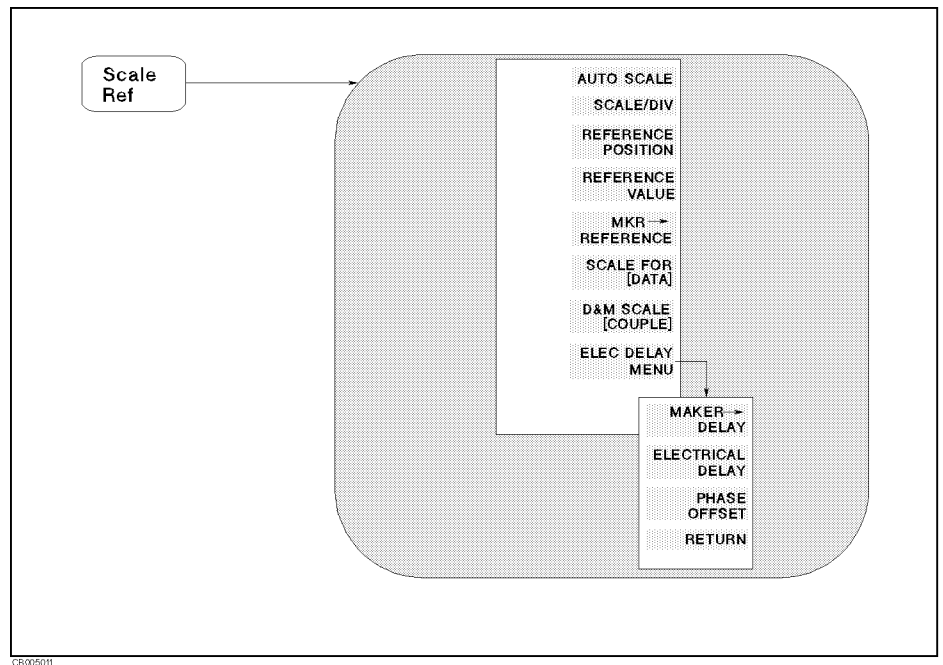 Scale
Ref
AUTO SCALE
SCALE/DIV
REFERENCE
POSITION
REFERENCE
VALUE
MKR→
REFERENCE
SCALE FOR
[DATA]
D&M SCALE
[COUPLE]
ELEC DELAY
MENU
MAKER→
DELAY
ELECTRICAL
DELAY
PHASE
OFFSET
RETURN
CB005011